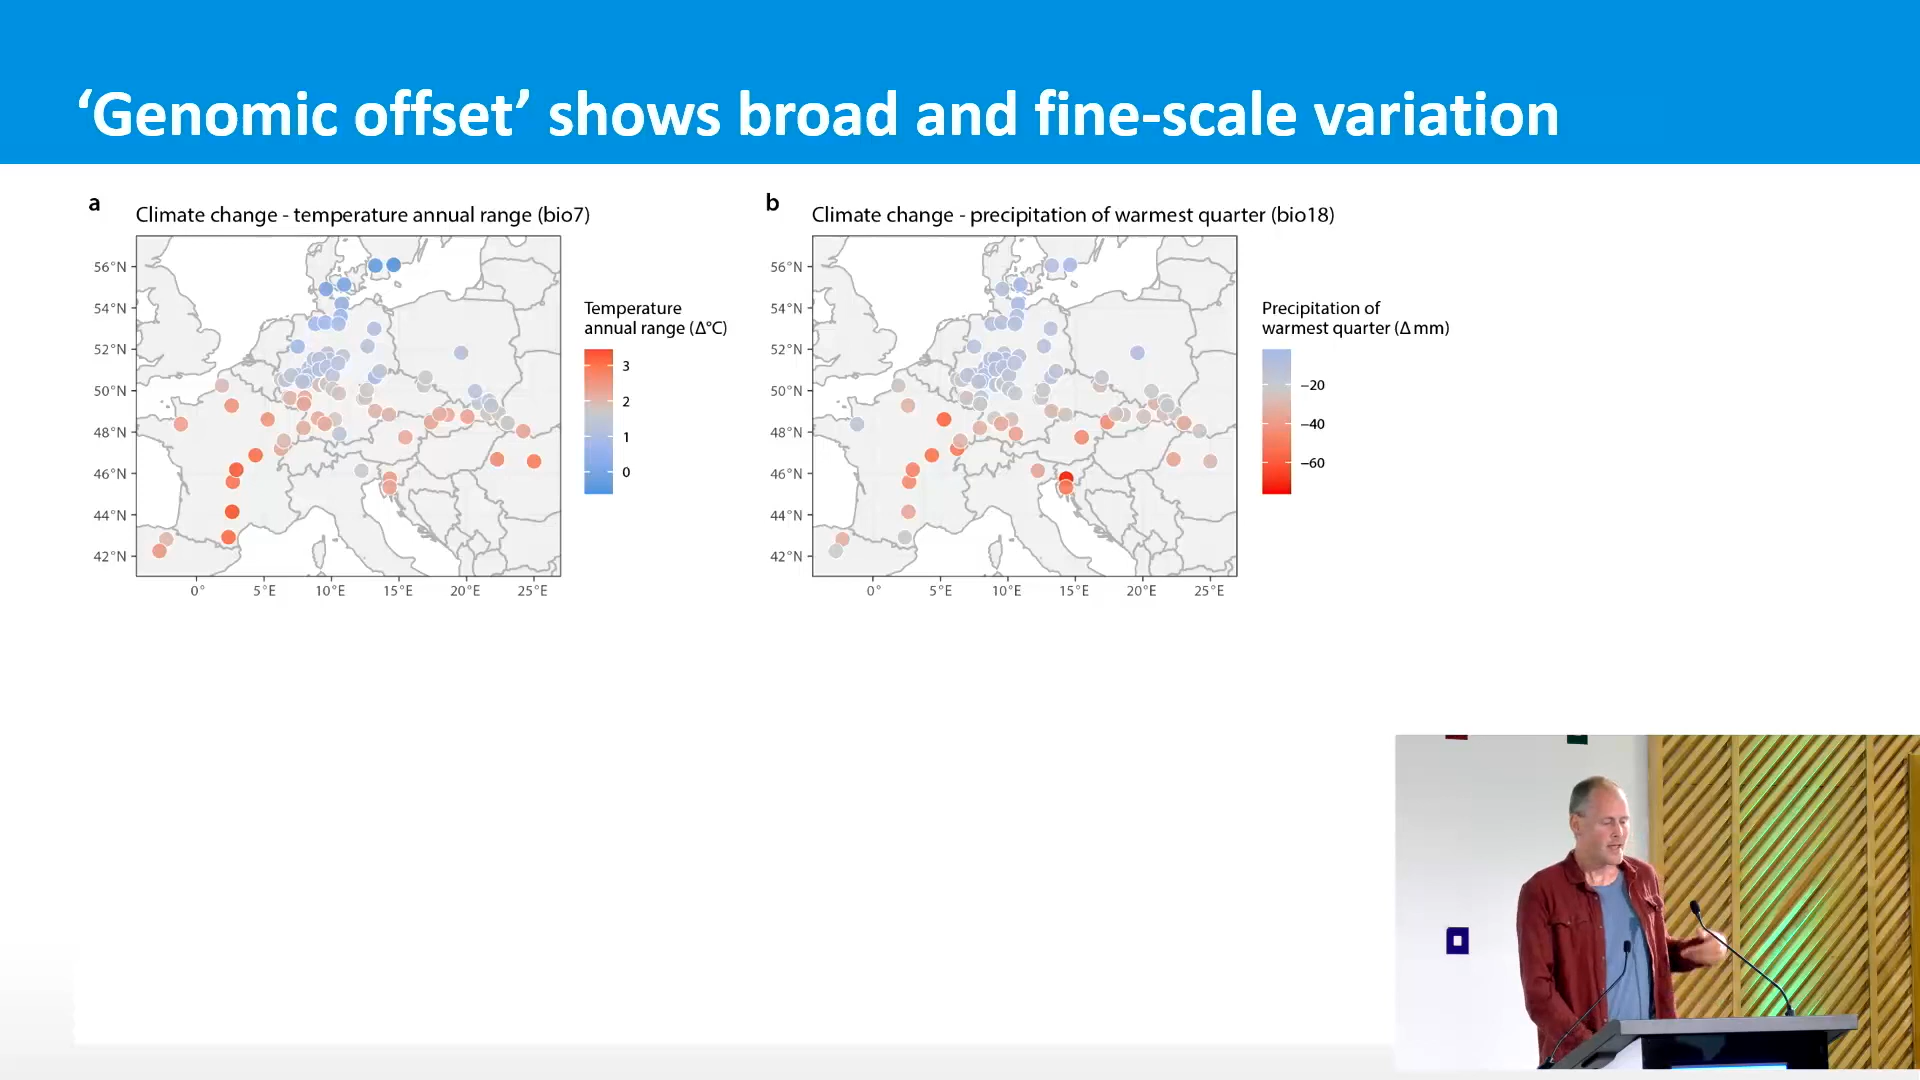 ‘Genomic offset’ shows broad and fine-scale variation
a
Climate change - temperature annual range (bio7)
56°N
54°N
52°N
50°N
48°N
46°N
44°N
42°N
0°
5°E
10°E
15°E
20°E
25°E
Temperature
annual range (Δ°C)
3
2
1
0
b
Climate change - precipitation of warmest quarter (bio18)
56°N
54°N
52°N
50°N
48°N
46°N
44°N
42°N
0°
5°E
10°E
15°E
20°E
25°E
Precipitation of
warmest quarter (Δ mm)
−20
−40
−60